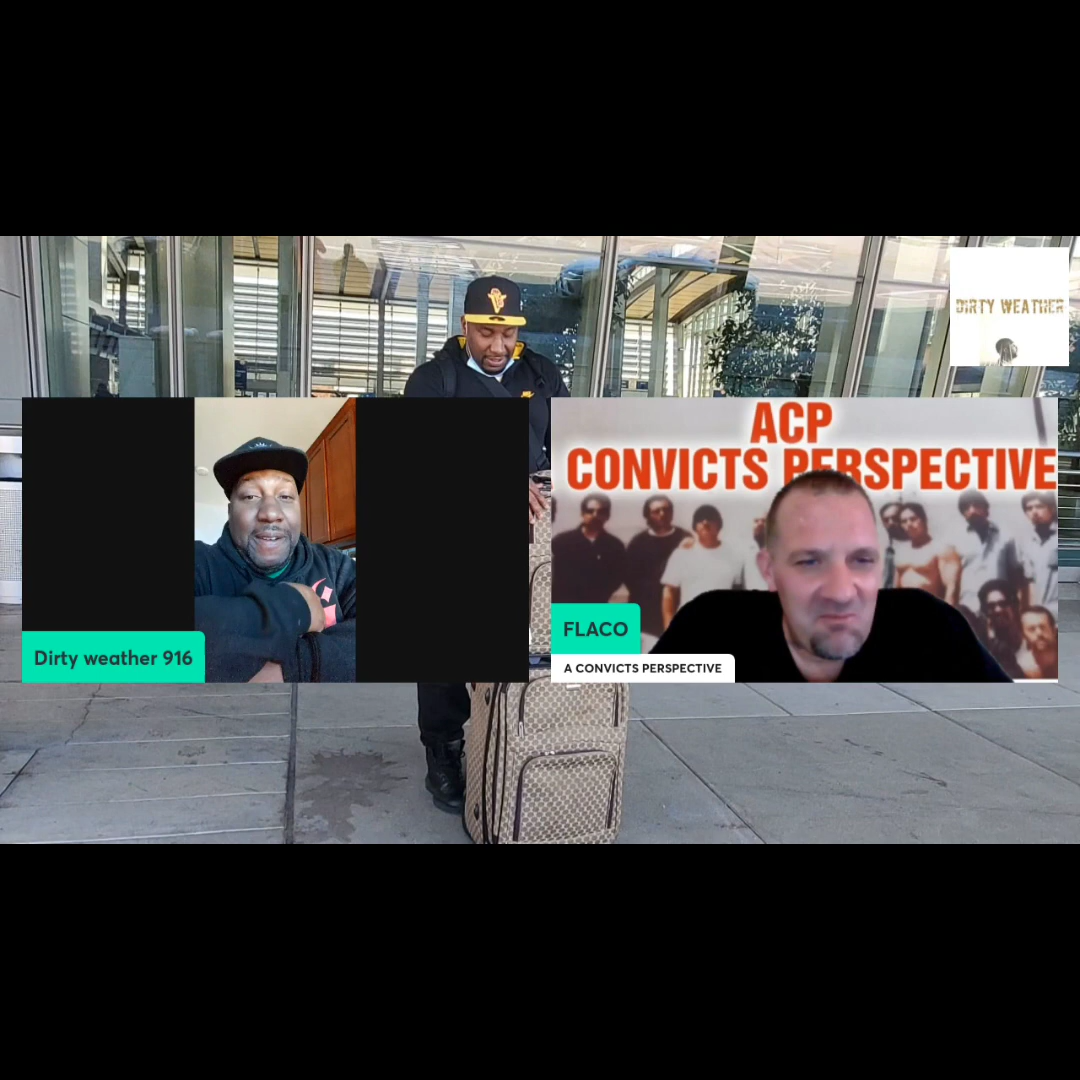 DIRTY WEATHER
ACP
CONVICTS PERSPECTIVE
Dirty weather 916
FLACO
A CONVICTS PERSPECTIVE